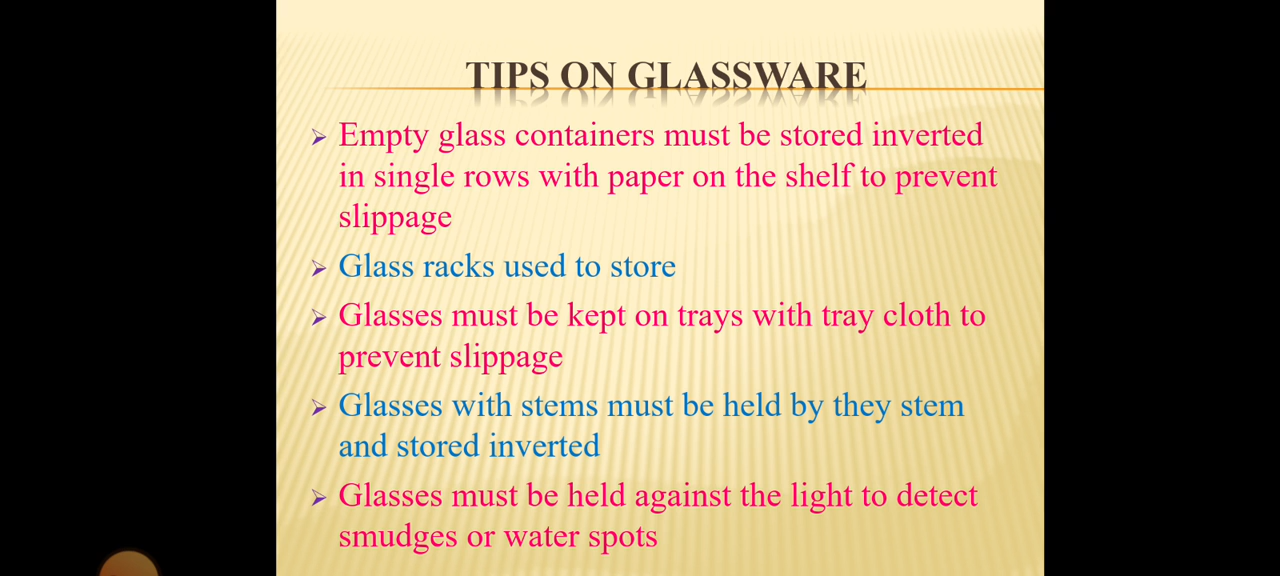 TIPS ON GLASSWARE
Empty glass containers must be stored inverted
in single rows with paper on the shelf to prevent
slippage
Glass racks used to store
Glasses must be kept on trays with tray cloth to
prevent slippage
Glasses with stems must be held by they stem
and stored inverted
Glasses must be held against the light to detect
smudges or water spots